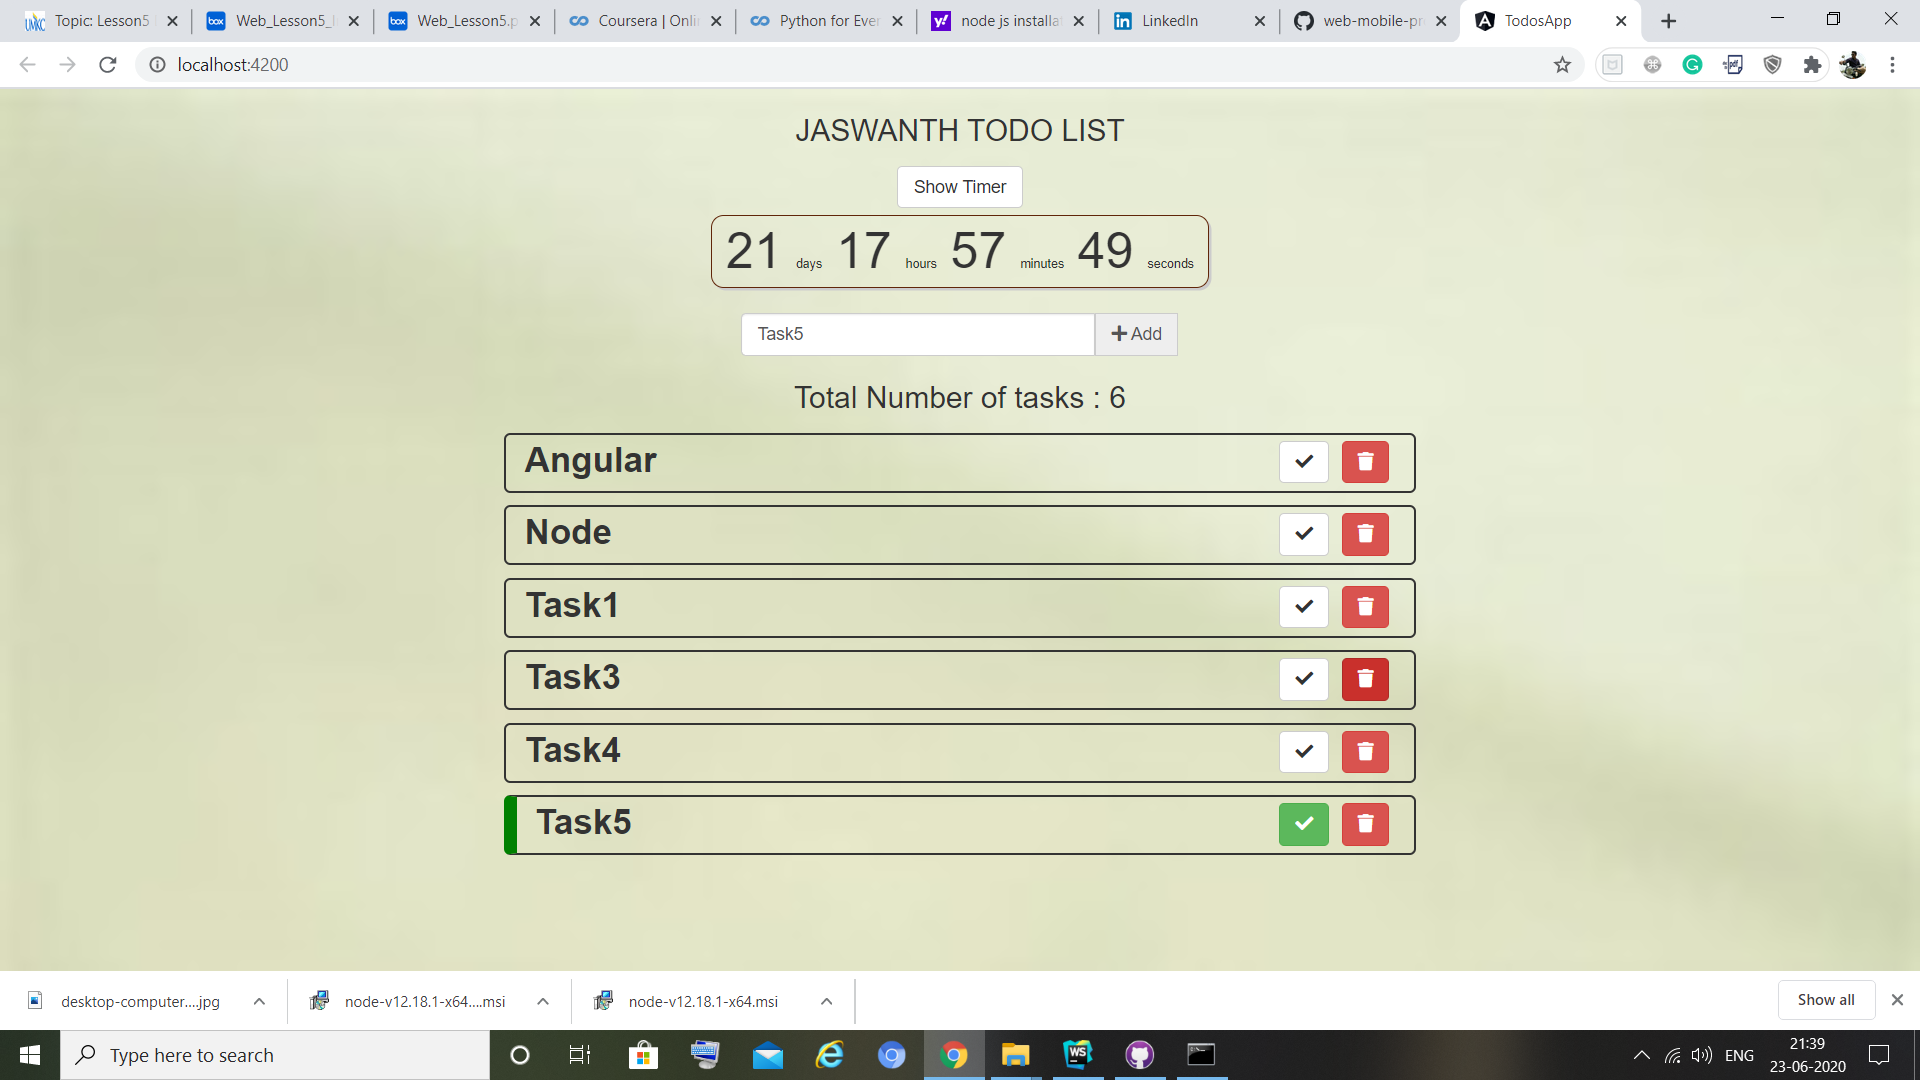 Topic: Lesson5
Web_Lesson5_l
Web_Lesson5.p
Coursera | Onli
Python for Ever
node js installa
LinkedIn
web-mobile-pr
TodosApp
localhost:4200
JASWANTH TODO LIST
Show Timer
21 days 17 hours 57 minutes 49 seconds
Task5
Add
Total Number of tasks : 6
Angular
Node
Task1
Task3
Task4
Task5
desktop-computer....jpg
node-v12.18.1-x64....msi
node-v12.18.1-x64.msi
Show all
Type here to search
ENG
21:39
23-06-2020